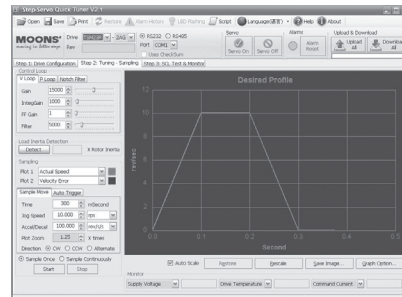 Step-Servo Quick Tuner V2.1
Open Save Print Restore Alarm History Script Language(语言) Help About
MOONS' Drive RS232 RS485
moving in better ways Port COM1
Use CheckSum
Servo
Servo On Servo Off
Alarm
Alarm Reset
Upload & Download
Upload All Download All
Step 1: Drive Configuration Step 2: Tuning - Sampling Step 3: SCL Test & Monitor
Control Loop
V Loop P Loop Notch Filter
Gain 15000
IntegGain 1000
FF Gain 1
Filter 5000
Load Inertia Detection
Detect X Rotor Inertia
Sampling
Plot 1 Actual Speed
Plot 2 Velocity Error
Sample Move Auto Trigger
Time 300 mSecond
Jog Speed 10.000 rps
Accel/Decel 100.000 rev/s/s
Plot Zoom 1.25 X times
Direction CW CCW Alternate
Sample Once Sample Continuously
Start Stop
Desired Profile
rev/sec
12
10
8
6
4
2
0
0.0 0.1 0.2 0.3 0.4 0.5
Second
Auto Scale Restore Rescale Save Image... Graph Option...
Monitor
Supply Voltage Drive Temperature Command Current